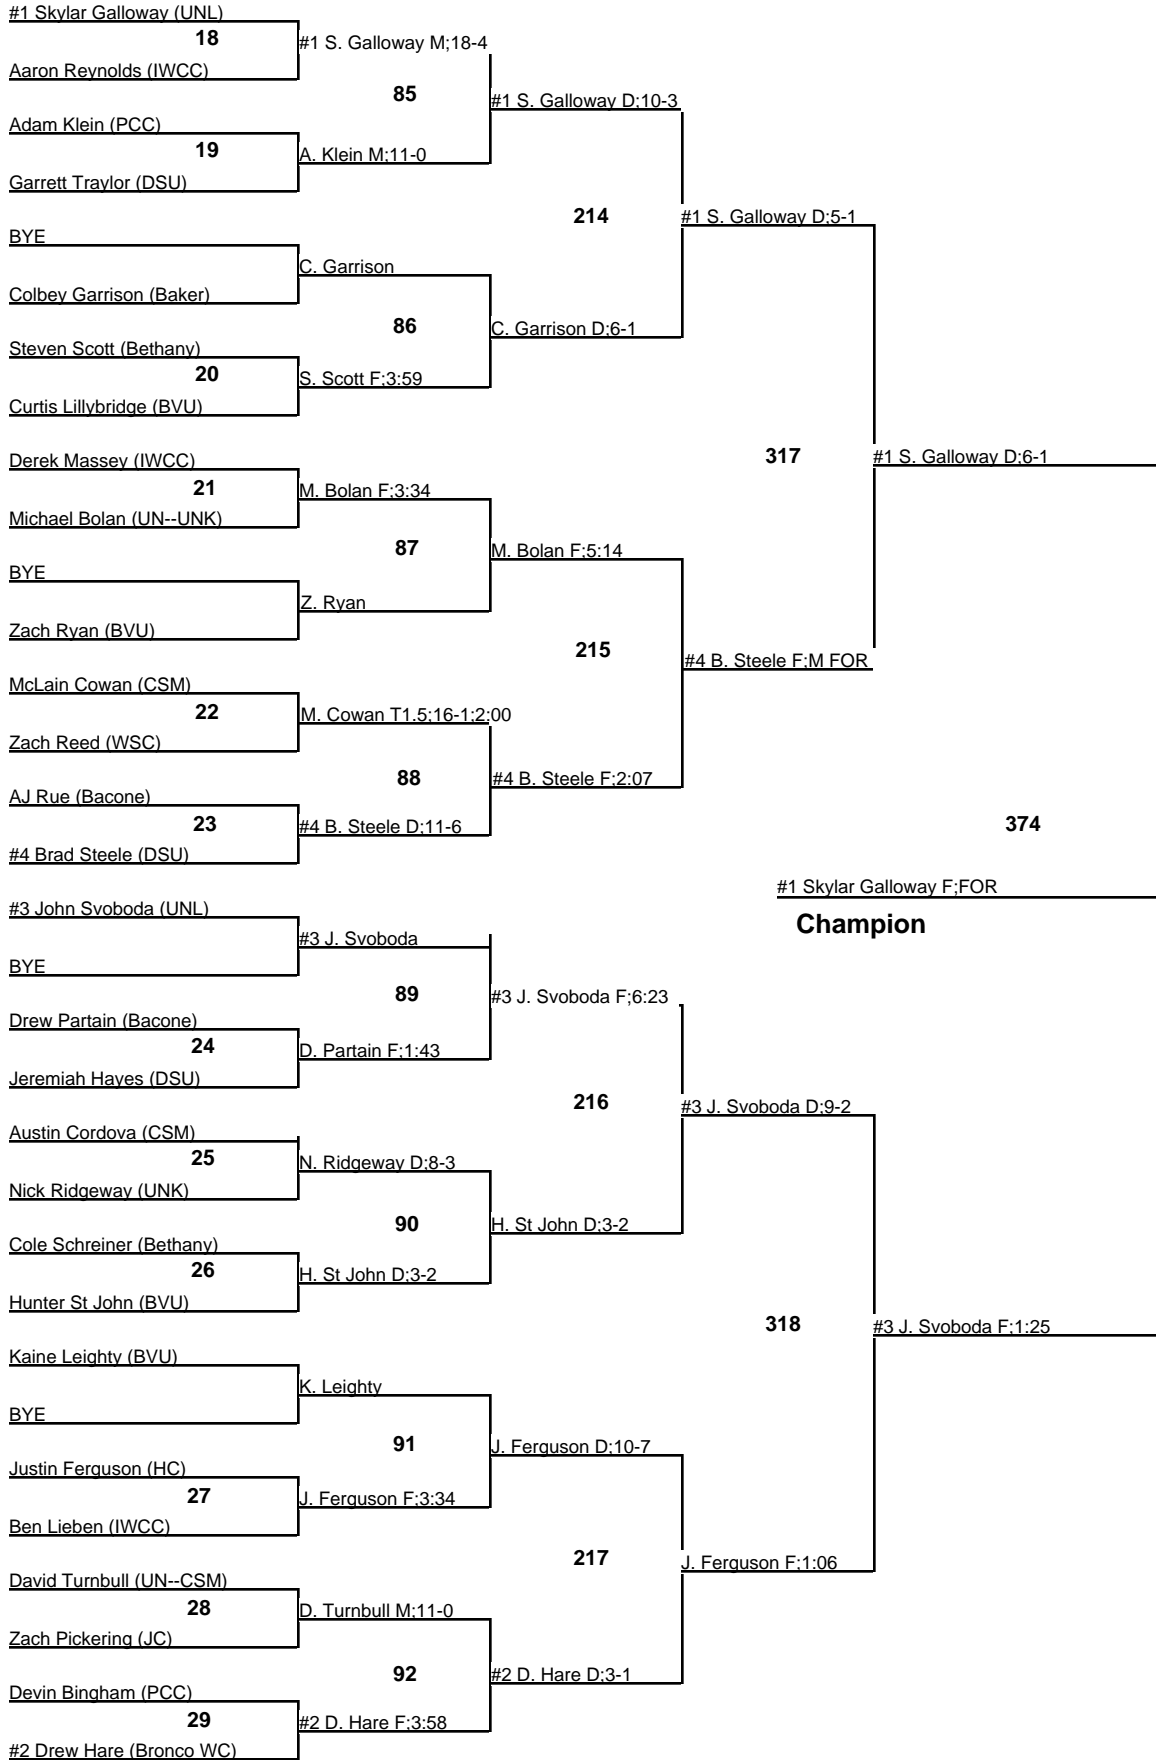 #1 Skylar Galloway (UNL)
18
#1 S. Galloway M;18-4
Aaron Reynolds (IWCC)
85
#1 S. Galloway D;10-3
Adam Klein (PCC)
19
A. Klein M;11-0
Garrett Traylor (DSU)
214
#1 S. Galloway D;5-1
BYE
C. Garrison
Colbey Garrison (Baker)
86
C. Garrison D;6-1
Steven Scott (Bethany)
20
S. Scott F;3:59
Curtis Lillybridge (BVU)
317
#1 S. Galloway D;6-1
Derek Massey (IWCC)
21
M. Bolan F;3:34
Michael Bolan (UN--UNK)
87
M. Bolan F;5:14
BYE
Z. Ryan
Zach Ryan (BVU)
215
#4 B. Steele F;M FOR
McLain Cowan (CSM)
22
M. Cowan T1.5;16-1;2:00
Zach Reed (WSC)
88
#4 B. Steele F;2:07
AJ Rue (Bacone)
23
#4 B. Steele D;11-6
#4 Brad Steele (DSU)
374
#1 Skylar Galloway F;FOR
Champion
#3 John Svoboda (UNL)
#3 J. Svoboda
BYE
89
#3 J. Svoboda F;6:23
Drew Partain (Bacone)
24
D. Partain F;1:43
Jeremiah Hayes (DSU)
216
#3 J. Svoboda D;9-2
Austin Cordova (CSM)
25
N. Ridgeway D;8-3
Nick Ridgeway (UNK)
90
H. St John D;3-2
Cole Schreiner (Bethany)
26
H. St John D;3-2
Hunter St John (BVU)
318
#3 J. Svoboda F;1:25
Kaine Leighty (BVU)
K. Leighty
BYE
91
J. Ferguson D;10-7
Justin Ferguson (HC)
27
J. Ferguson F;3:34
Ben Lieben (IWCC)
217
J. Ferguson F;1:06
David Turnbull (UN--CSM)
28
D. Turnbull M;11-0
Zach Pickering (JC)
92
#2 D. Hare D;3-1
Devin Bingham (PCC)
29
#2 D. Hare F;3:58
#2 Drew Hare (Bronco WC)